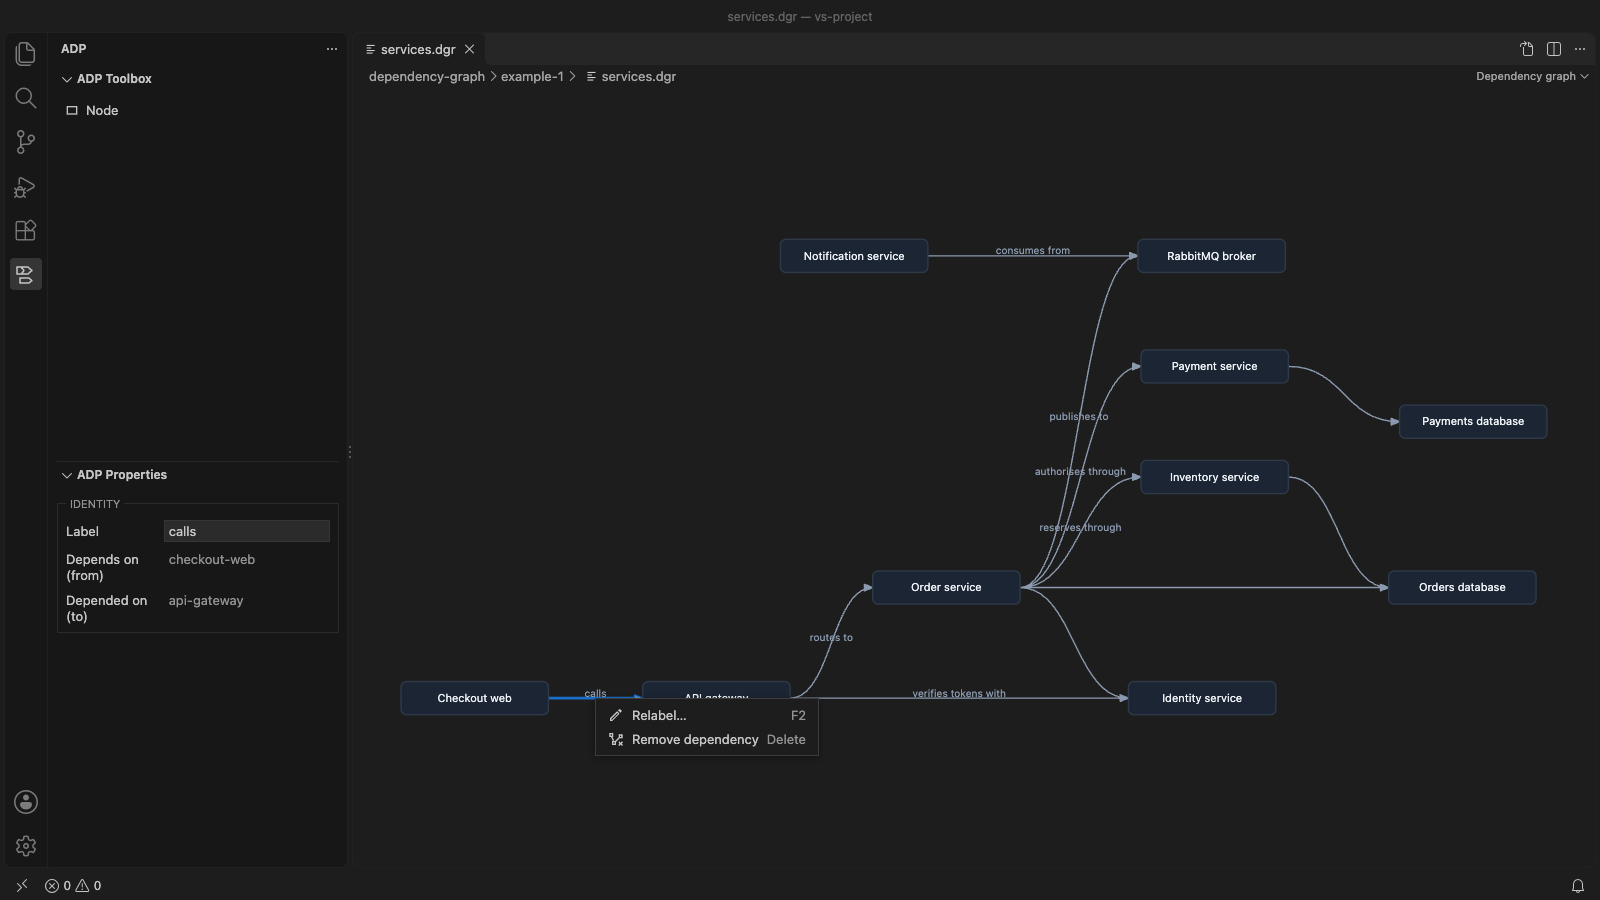 services.dgr — vs-project
ADP
ADP Toolbox
Node
ADP Properties
IDENTITY
Label
calls
Depends on (from)
checkout-web
Depended on (to)
api-gateway
services.dgr
dependency-graph
example-1
services.dgr
Dependency graph
Notification service
consumes from
RabbitMQ broker
Payment service
publishes to
Payments database
authorises through
Inventory service
reserves through
Order service
Orders database
routes to
Checkout web
calls
API gateway
verifies tokens with
Identity service
Relabel...
F2
Remove dependency
Delete
0
0